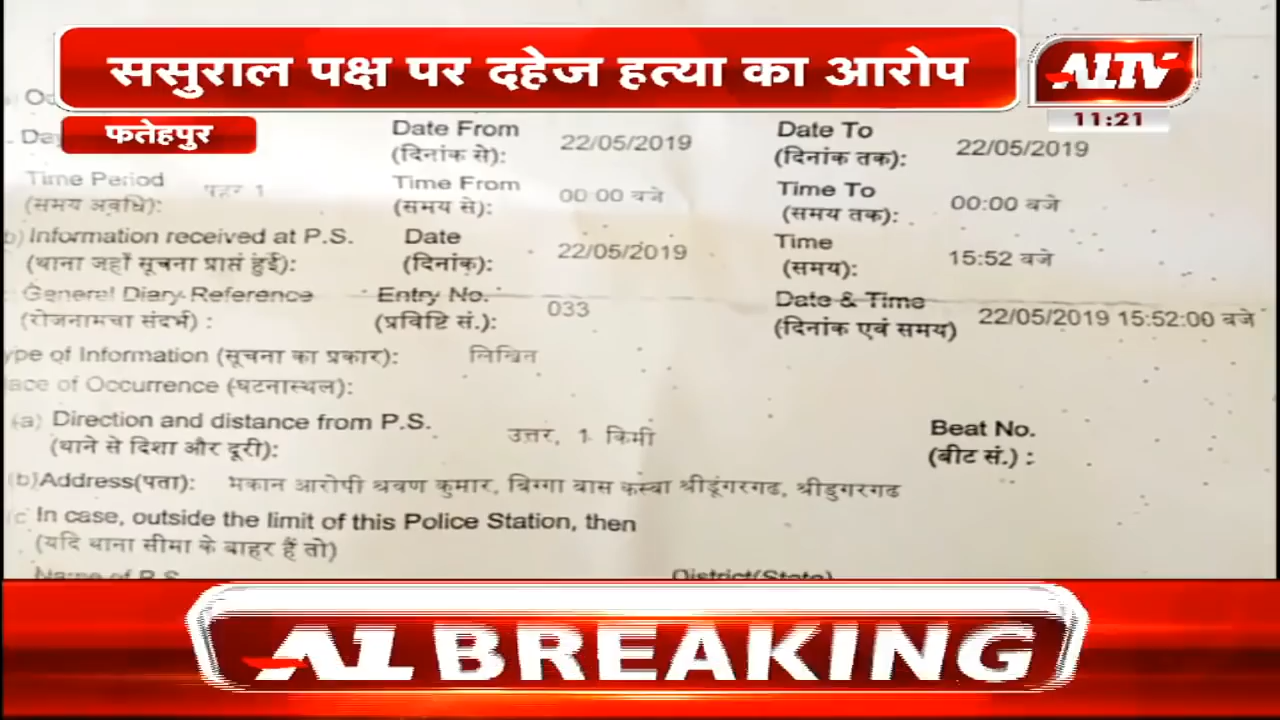 ससुराल पक्ष पर दहेज हत्या का आरोप
A1TV
11:21
फतेहपुर
Date From 22/05/2019 Date To 22/05/2019
(दिनांक से): (दिनांक तक):
Time Period पहर 1 Time From 00:00 बजे Time To 00:00 बजे
(समय अवधि): (समय से): (समय तक):
b) Information received at P.S. Date 22/05/2019 Time 15:52 बजे
(थाना जहाँ सूचना प्राप्त हुई): (दिनांक): (समय):
General Diary Reference Entry No. 033 Date & Time 22/05/2019 15:52:00 बजे
(रोजनामचा संदर्भ) : (प्रविष्टि सं.): (दिनांक एवं समय)
ype of Information (सूचना का प्रकार): लिखित
ace of Occurrence (घटनास्थल):
(a) Direction and distance from P.S. उत्तर, 1 किमी Beat No.
(थाने से दिशा और दूरी): (बीट सं.) :
(b)Address(पता): मकान आरोपी श्रवण कुमार, बिग्गा बास कस्बा श्रीडूंगरगढ, श्रीडुगरगढ
(c In case, outside the limit of this Police Station, then
(यदि थाना सीमा के बाहर हैं तो)
Name of P.S. District(State)
A1 BREAKING